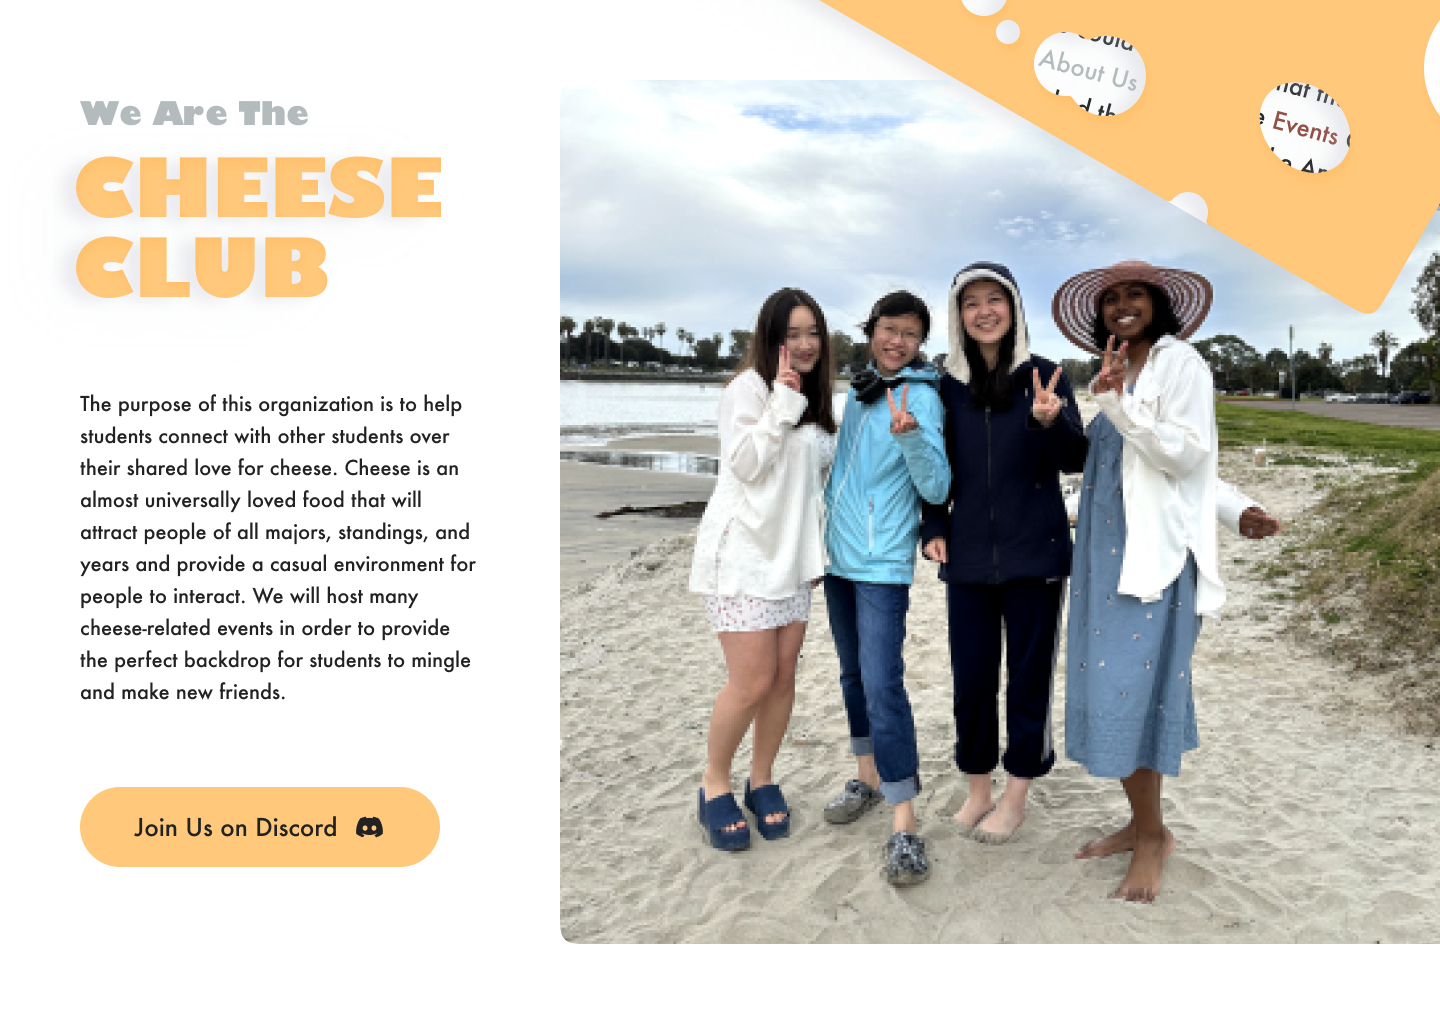 About Us
Events
We Are The
CHEESE
CLUB
The purpose of this organization is to help
students connect with other students over
their shared love for cheese. Cheese is an
almost universally loved food that will
attract people of all majors, standings, and
years and provide a casual environment for
people to interact. We will host many
cheese-related events in order to provide
the perfect backdrop for students to mingle
and make new friends.
Join Us on Discord